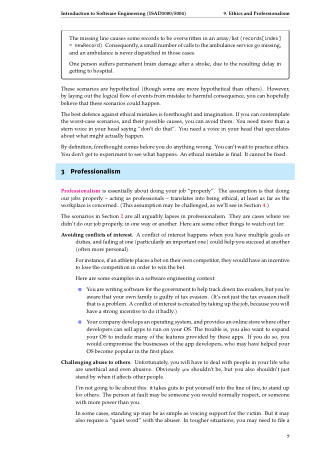 Introduction to Software Engineering (ISAD1000/5004) 9. Ethics and Professionalism
The missing line causes some records to be overwritten in an array/list (records[index]
= newRecord). Consequently, a small number of calls to the ambulance service go missing,
and an ambulance is never dispatched in those cases.
One person suffers permanent brain damage after a stroke, due to the resulting delay in
getting to hospital.
These scenarios are hypothetical (though some are more hypothetical than others). However,
by laying out the logical flow of events from mistake to harmful consequence, you can hopefully
believe that these scenarios could happen.
The best defence against ethical mistakes is forethought and imagination. If you can contemplate
the worst-case scenarios, and their possible causes, you can avoid them. You need more than a
stern voice in your head saying "don't do that". You need a voice in your head that speculates
about what might actually happen.
By definition, forethought comes before you do anything wrong. You can't wait to practice ethics.
You don't get to experiment to see what happens. An ethical mistake is final. It cannot be fixed.
3 Professionalism
Professionalism is essentially about doing your job "properly". The assumption is that doing
our jobs properly – acting as professionals – translates into being ethical, at least as far as the
workplace is concerned. (This assumption may be challenged, as we'll see in Section 4.)
The scenarios in Section 2 are all arguably lapses in professionalism. They are cases where we
didn't do our job properly, in one way or another. Here are some other things to watch out for:
Avoiding conflicts of interest. A conflict of interest happens when you have multiple goals or
duties, and failing at one (particularly an important one) could help you succeed at another
(often more personal).
For instance, if an athlete places a bet on their own competitor, they would have an incentive
to lose the competition in order to win the bet.
Here are some examples in a software engineering context:
You are writing software for the government to help track down tax evaders, but you're
aware that your own family is guilty of tax evasion. (It's not just the tax evasion itself
that is a problem. A conflict of interest is created by taking up the job, because you will
have a strong incentive to do it badly.)
Your company develops an operating system, and provides an online store where other
developers can sell apps to run on your OS. The trouble is, you also want to expand
your OS to include many of the features provided by these apps. If you do so, you
would compromise the businesses of the app developers, who may have helped your
OS become popular in the first place.
Challenging abuse to others. Unfortunately, you will have to deal with people in your life who
are unethical and even abusive. Obviously you shouldn't be, but you also shouldn't just
stand by when it affects other people.
I'm not going to lie about this: it takes guts to put yourself into the line of fire, to stand up
for others. The person at fault may be someone you would normally respect, or someone
with more power than you.
In some cases, standing up may be as simple as voicing support for the victim. But it may
also require a "quiet word" with the abuser. In tougher situations, you may need to file a
7